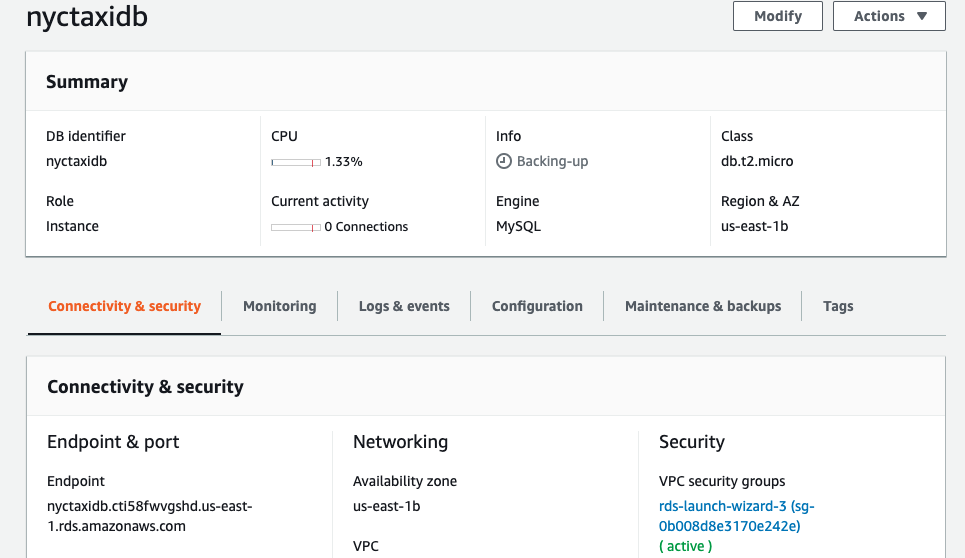 nyctaxidb
Modify
Actions
Summary
DB identifier
nyctaxidb
CPU
1.33%
Info
Backing-up
Class
db.t2.micro
Role
Instance
Current activity
0 Connections
Engine
MySQL
Region & AZ
us-east-1b
Connectivity & security
Monitoring
Logs & events
Configuration
Maintenance & backups
Tags
Connectivity & security
Endpoint & port
Endpoint
nyctaxidb.cti58fwvgshd.us-east-
1.rds.amazonaws.com
Networking
Availability zone
us-east-1b
VPC
Security
VPC security groups
rds-launch-wizard-3 (sg-
0b008d8e3170e242e)
( active )